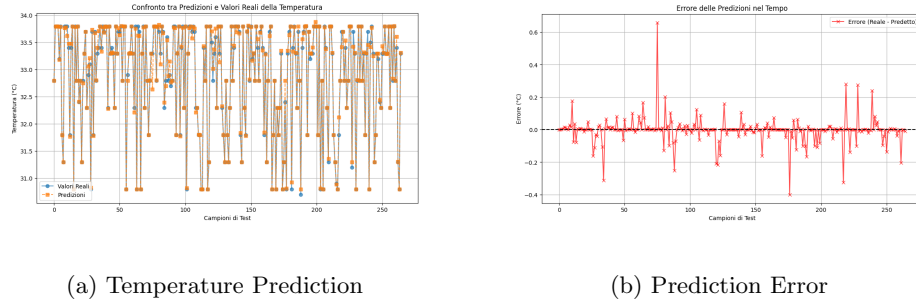 Confronto tra Predizioni e Valori Reali della Temperatura
34.0
33.5
33.0
32.5
32.0
31.5
31.0
Temperatura (°C)
Valori Reali
Predizioni
0 50 100 150 200 250
Campioni di Test
Errore delle Predizioni nel Tempo
Errore (Reale - Predetto)
0.6
0.4
0.2
0.0
−0.2
−0.4
Errore (°C)
0 50 100 150 200 250
Campioni di Test
(a) Temperature Prediction
(b) Prediction Error